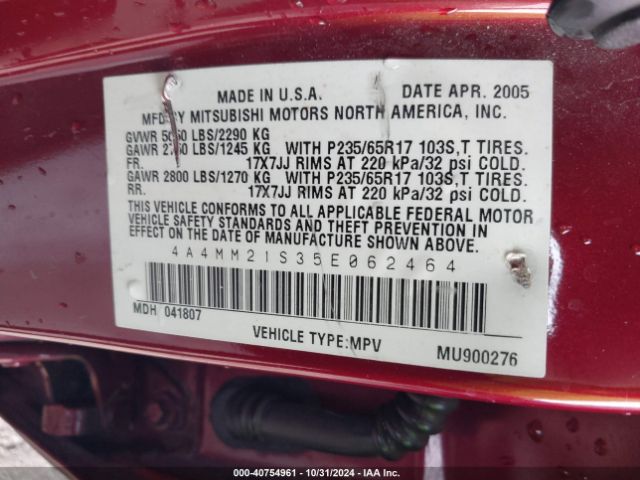 MADE IN U.S.A. DATE APR. 2005
MFD BY MITSUBISHI MOTORS NORTH AMERICA, INC.
GVWR 5050 LBS/2290 KG
GAWR 2750 LBS/1245 KG WITH P235/65R17 103S,T TIRES.
FR. 17X7JJ RIMS AT 220 kPa/32 psi COLD.
GAWR 2800 LBS/1270 KG WITH P235/65R17 103S,T TIRES.
RR. 17X7JJ RIMS AT 220 kPa/32 psi COLD.
THIS VEHICLE CONFORMS TO ALL APPLICABLE FEDERAL MOTOR
VEHICLE SAFETY STANDARDS AND THEFT PREVENTION IN
EFFECT ON THE DATE OF MANUFACTURE SHOWN ABOVE.
4A4MM21S35E062464
MDH 041807
VEHICLE TYPE:MPV MU900276
000-40754961 • 10/31/2024 • IAA Inc.